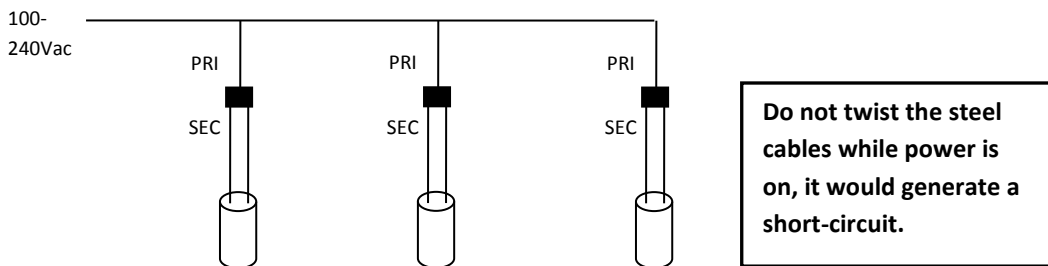 100-
240Vac
PRI PRI PRI
SEC SEC SEC
Do not twist the steel
cables while power is
on, it would generate a
short-circuit.